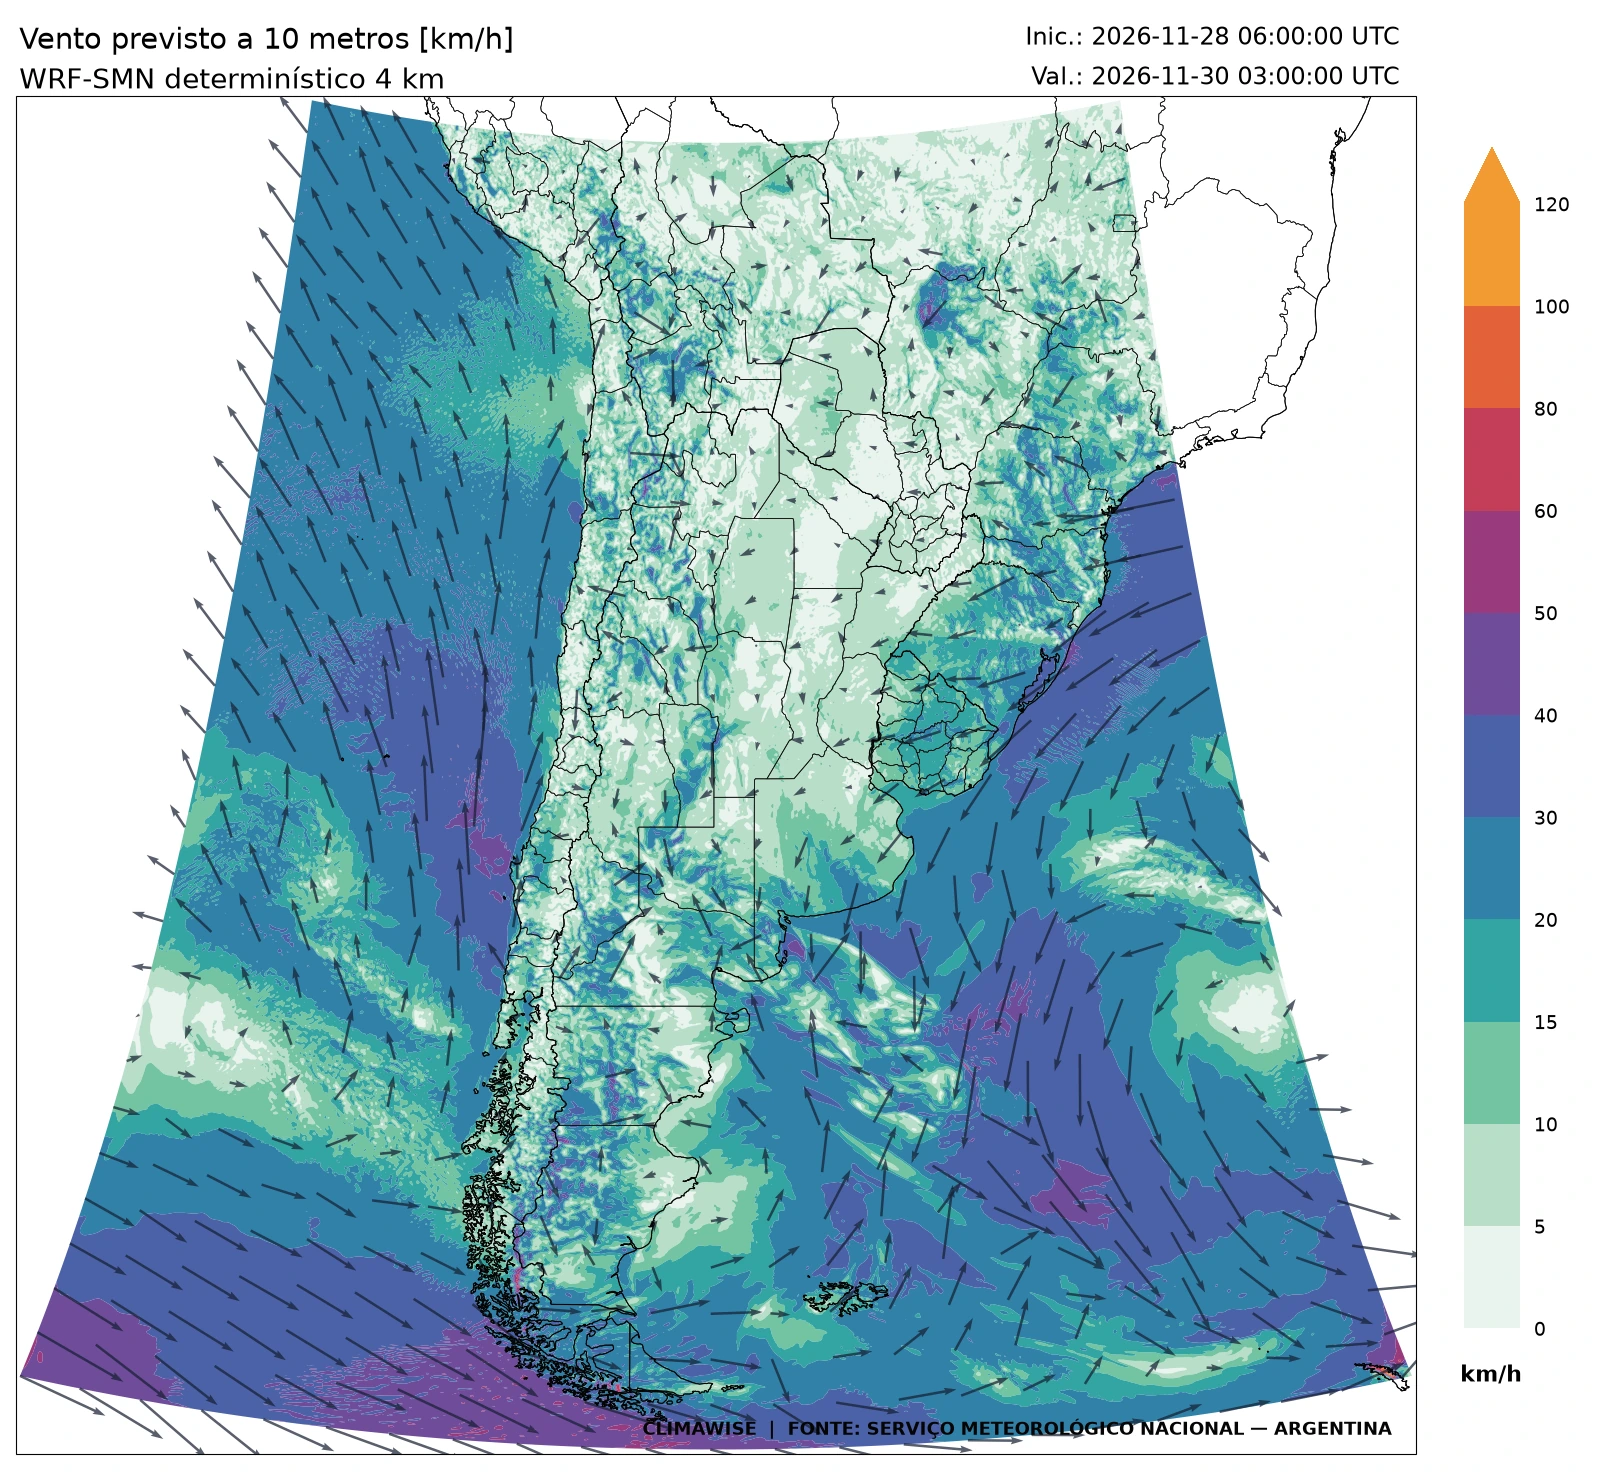 Vento previsto a 10 metros [km/h]
WRF-SMN determinístico 4 km
Inic.: 2026-11-28 06:00:00 UTC
Val.: 2026-11-30 03:00:00 UTC
120
100
80
60
50
40
30
20
15
10
5
0
km/h
CLIMAWISE | FONTE: SERVIÇO METEOROLÓGICO NACIONAL — ARGENTINA